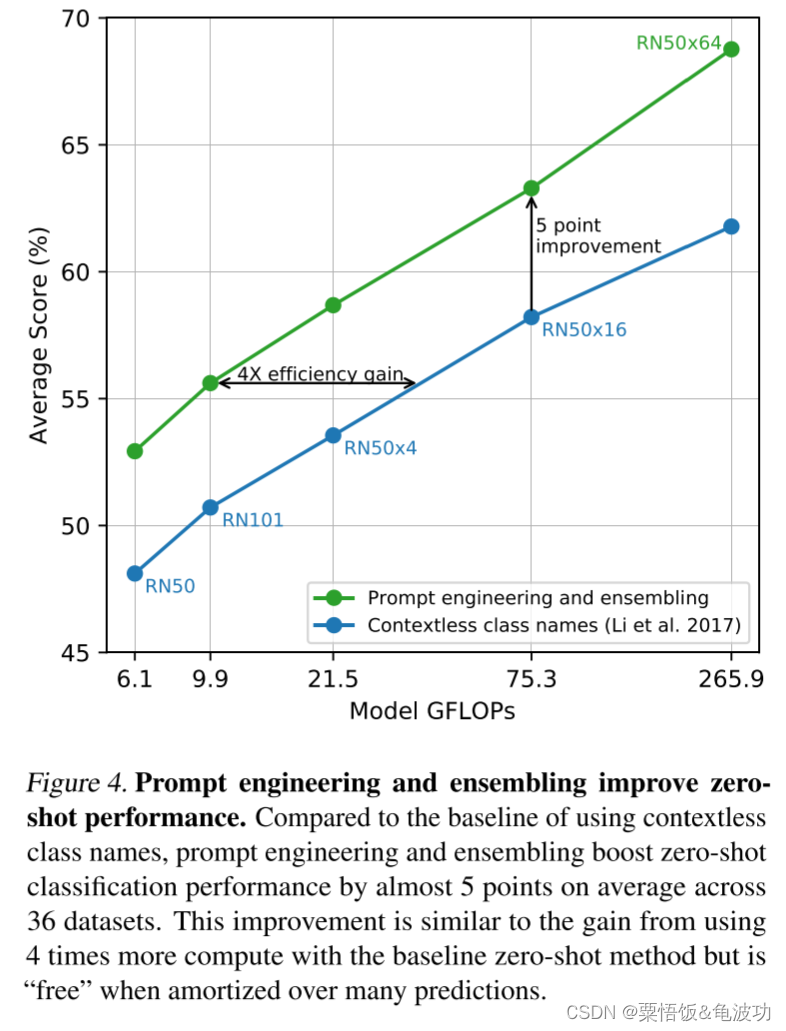 70
65
60
55
50
45
Average Score (%)
RN50x64
5 point
improvement
RN50x16
4X efficiency gain
RN50x4
RN101
RN50
Prompt engineering and ensembling
Contextless class names (Li et al. 2017)
6.1 9.9 21.5 75.3 265.9
Model GFLOPs
Figure 4. Prompt engineering and ensembling improve zero-
shot performance. Compared to the baseline of using contextless
class names, prompt engineering and ensembling boost zero-shot
classification performance by almost 5 points on average across
36 datasets. This improvement is similar to the gain from using
4 times more compute with the baseline zero-shot method but is
“free” when amortized over many predictions.
CSDN @粟悟饭&龟波功